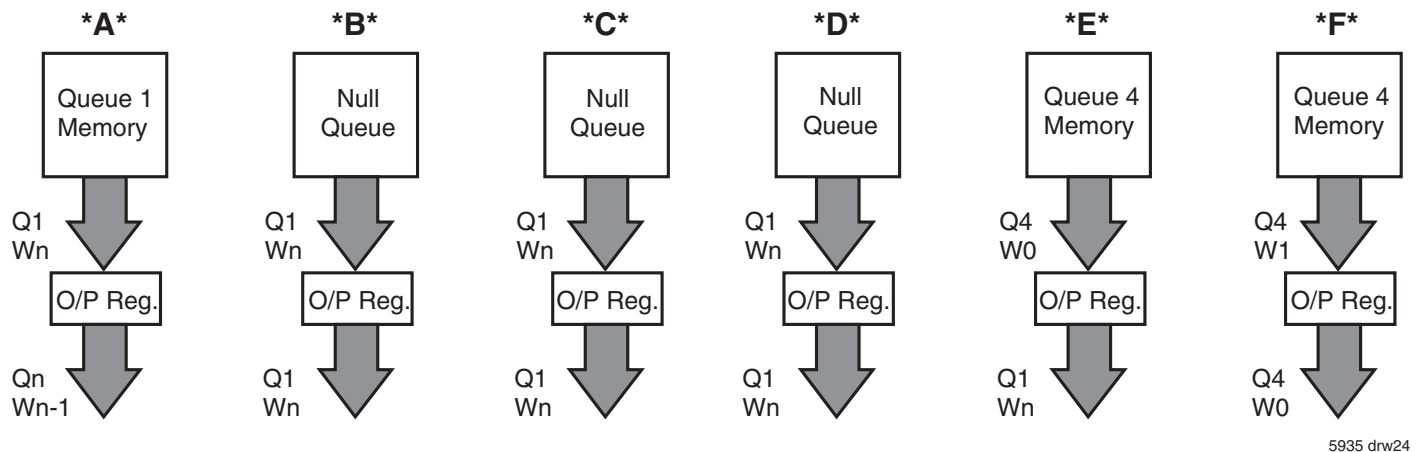 *A*
Queue 1
Memory
Q1
Wn
O/P Reg.
Qn
Wn-1
*B*
Null
Queue
Q1
Wn
O/P Reg.
Q1
Wn
*C*
Null
Queue
Q1
Wn
O/P Reg.
Q1
Wn
*D*
Null
Queue
Q1
Wn
O/P Reg.
Q1
Wn
*E*
Queue 4
Memory
Q4
W0
O/P Reg.
Q1
Wn
*F*
Queue 4
Memory
Q4
W1
O/P Reg.
Q4
W0
5935 drw24